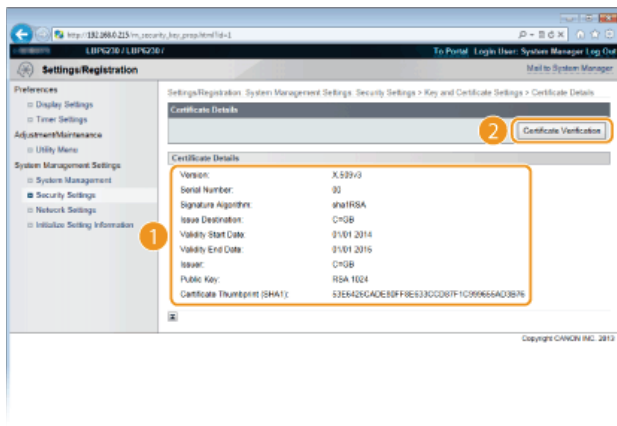 http://192.168.0.215/m_security_key_prop.html?id=1
LBP6230 / LBP6230 /
To Portal Login User: System Manager Log Out
Settings/Registration
Mail to System Manager
Preferences
Display Settings
Timer Settings
Adjustment/Maintenance
Utility Menu
System Management Settings
System Management
Security Settings
Network Settings
Initialize Setting Information
Settings/Registration: System Management Settings: Security Settings > Key and Certificate Settings > Certificate Details
Certificate Details
2
Certificate Verification
Certificate Details
1
Version: X.509v3
Serial Number: 00
Signature Algorithm: sha1RSA
Issue Destination: C=GB
Validity Start Date: 01/01 2014
Validity End Date: 01/01 2016
Issuer: C=GB
Public Key: RSA 1024
Certificate Thumbprint (SHA1):
Copyright CANON INC. 2013